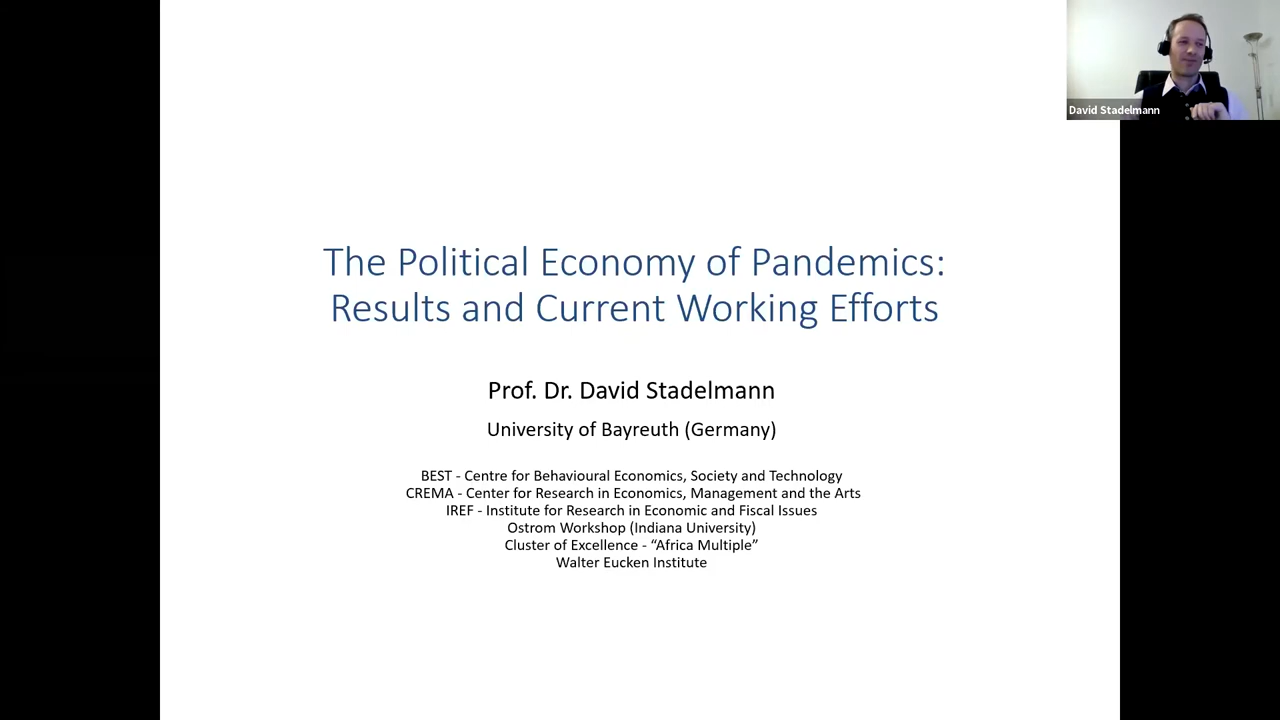 David Stadelmann
The Political Economy of Pandemics:
Results and Current Working Efforts
Prof. Dr. David Stadelmann
University of Bayreuth (Germany)
BEST - Centre for Behavioural Economics, Society and Technology
CREMA - Center for Research in Economics, Management and the Arts
IREF - Institute for Research in Economic and Fiscal Issues
Ostrom Workshop (Indiana University)
Cluster of Excellence - “Africa Multiple”
Walter Eucken Institute